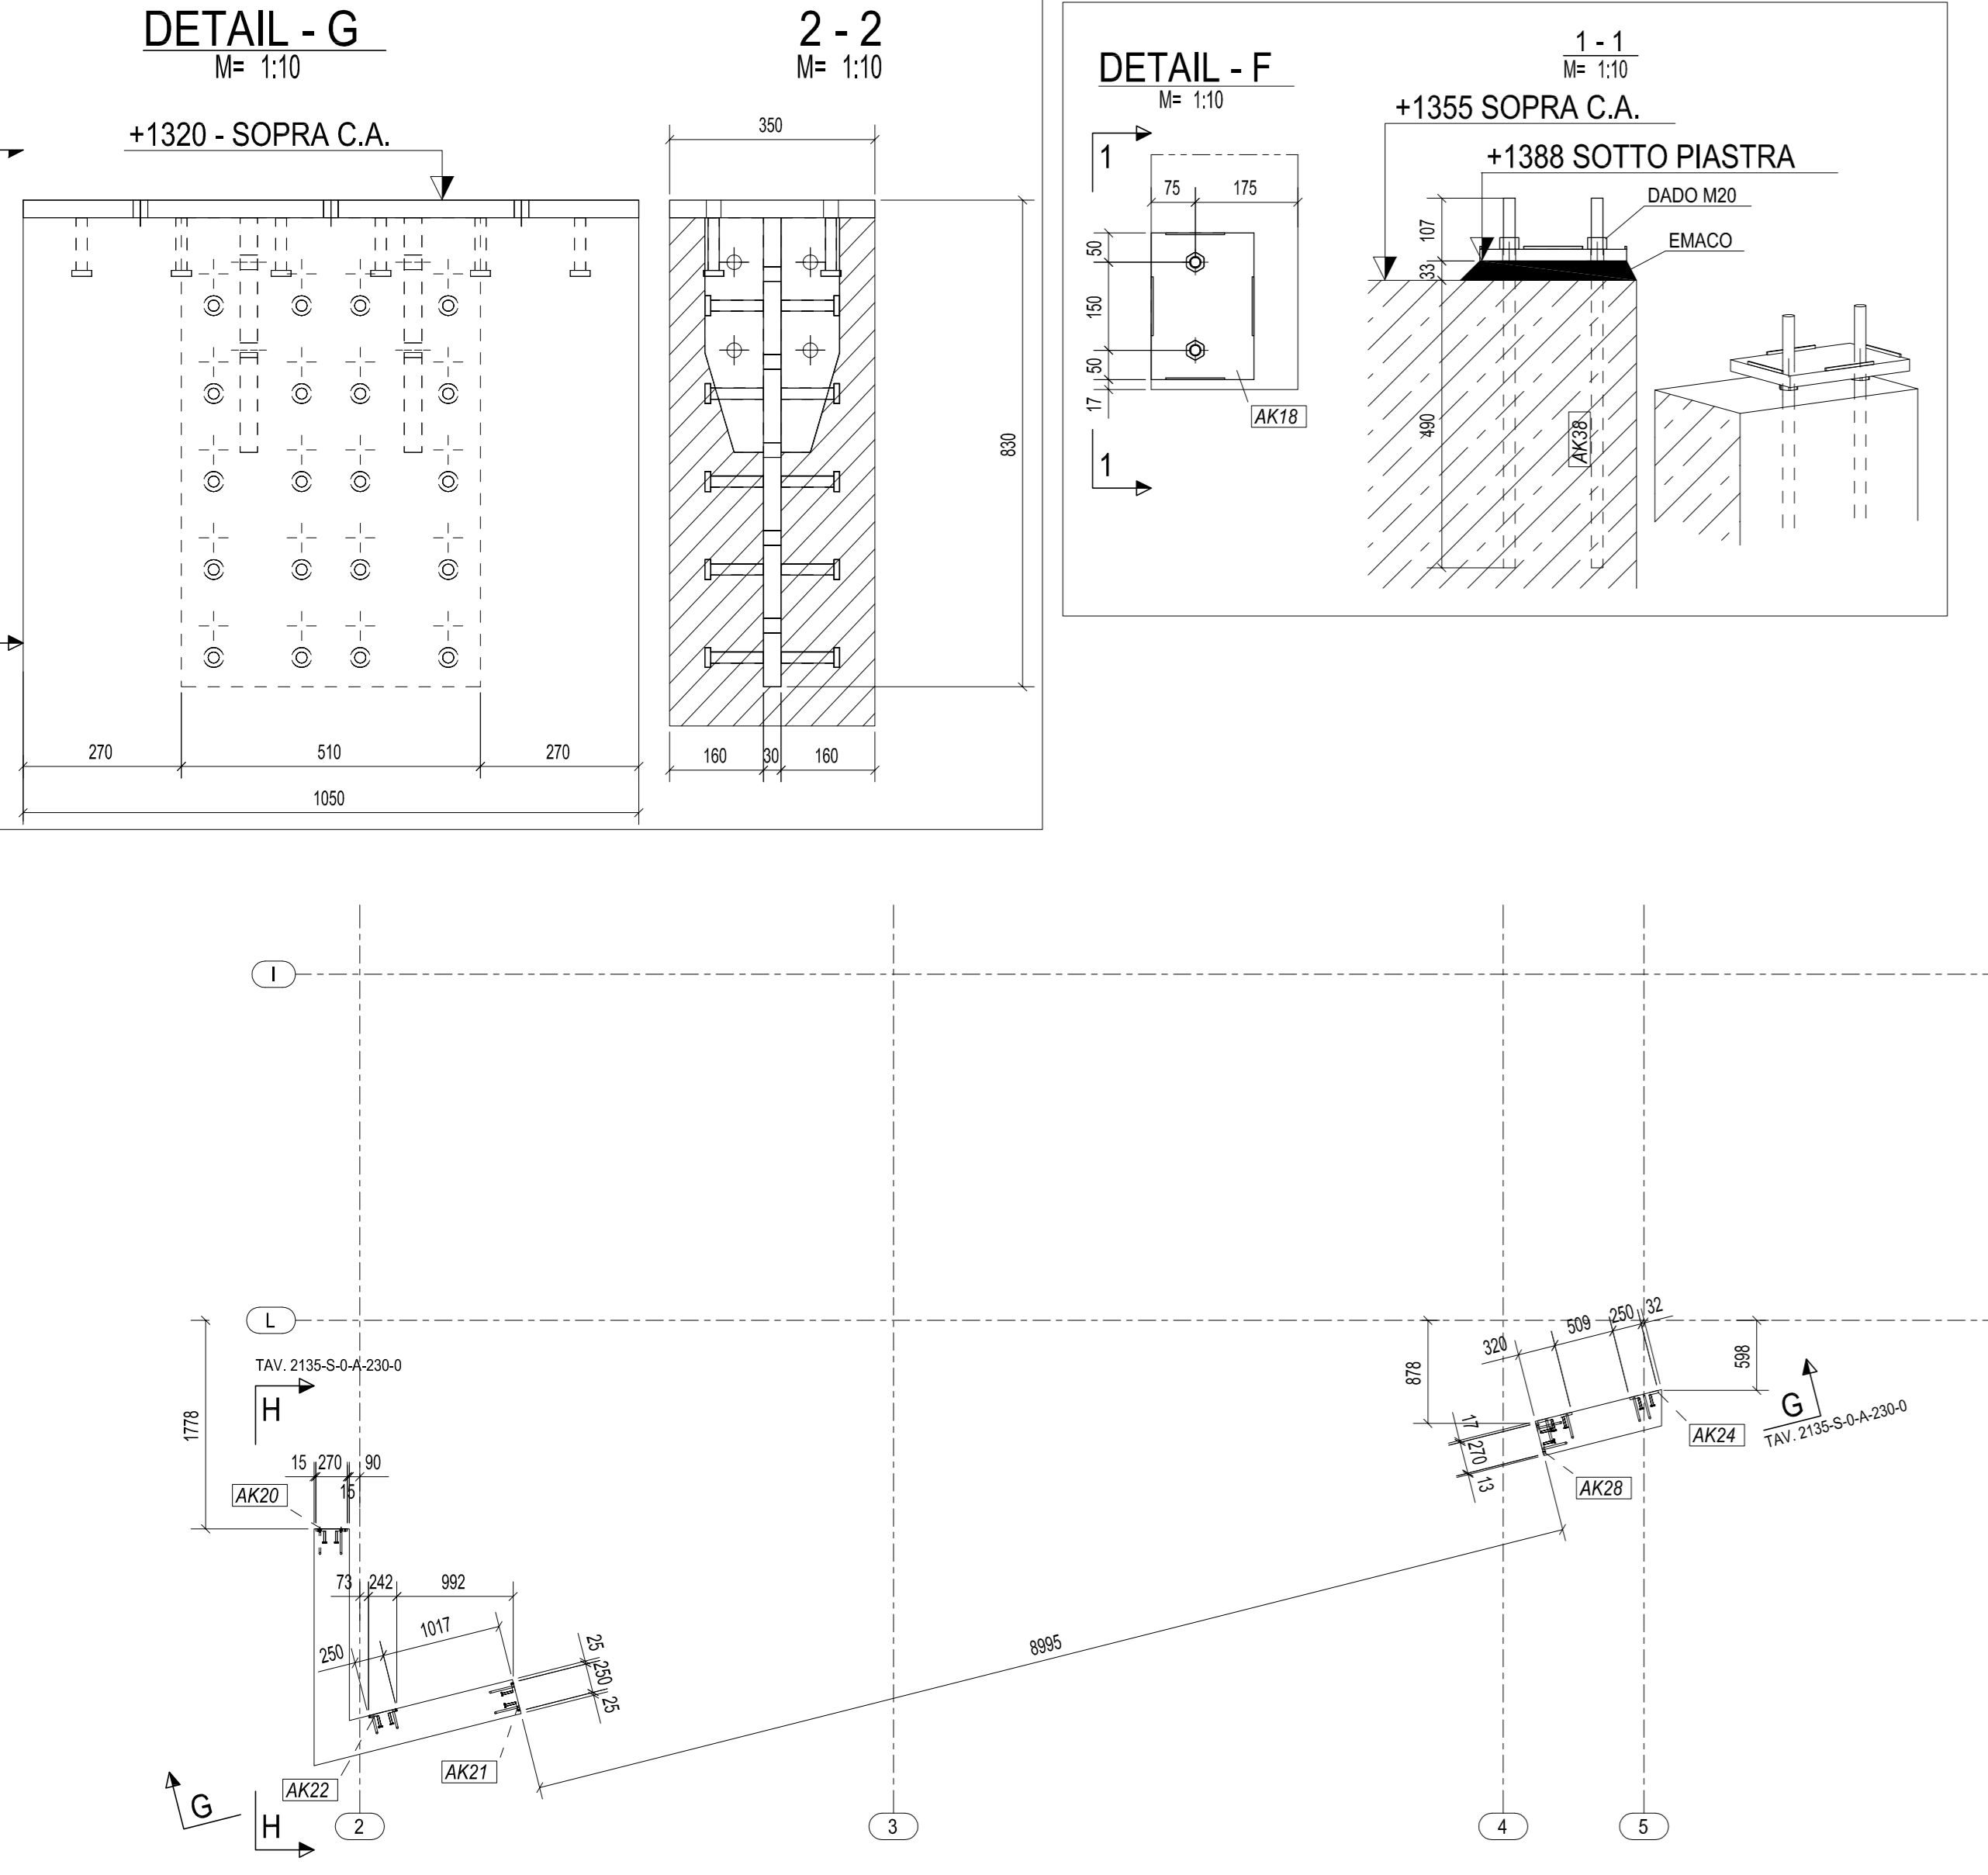 DETAIL - G
M= 1:10
2 - 2
M= 1:10
+1320 - SOPRA C.A.
350
830
270
510
270
1050
160
30
160
DETAIL - F
M= 1:10
1 - 1
M= 1:10
+1355 SOPRA C.A.
+1388 SOTTO PIASTRA
DADO M20
EMACO
1
75
175
50
150
50
17
AK18
1
107
33
490
AK38
I
L
TAV. 2135-S-0-A-230-0
H
1778
15
270
90
15
AK20
73
242
992
250
1017
25
250
25
AK22
AK21
G
H
8995
878
320
509
250
32
598
17
270
13
AK28
AK24
G
TAV. 2135-S-0-A-230-0
2
3
4
5